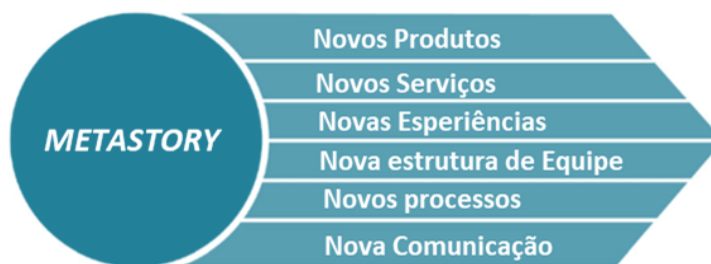 METASTORY
Novos Produtos
Novos Serviços
Novas Esperiências
Nova estrutura de Equipe
Novos processos
Nova Comunicação